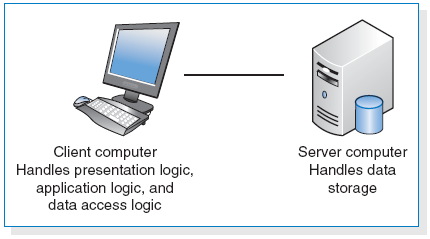 Client computer
Handles presentation logic,
application logic, and
data access logic
Server computer
Handles data
storage